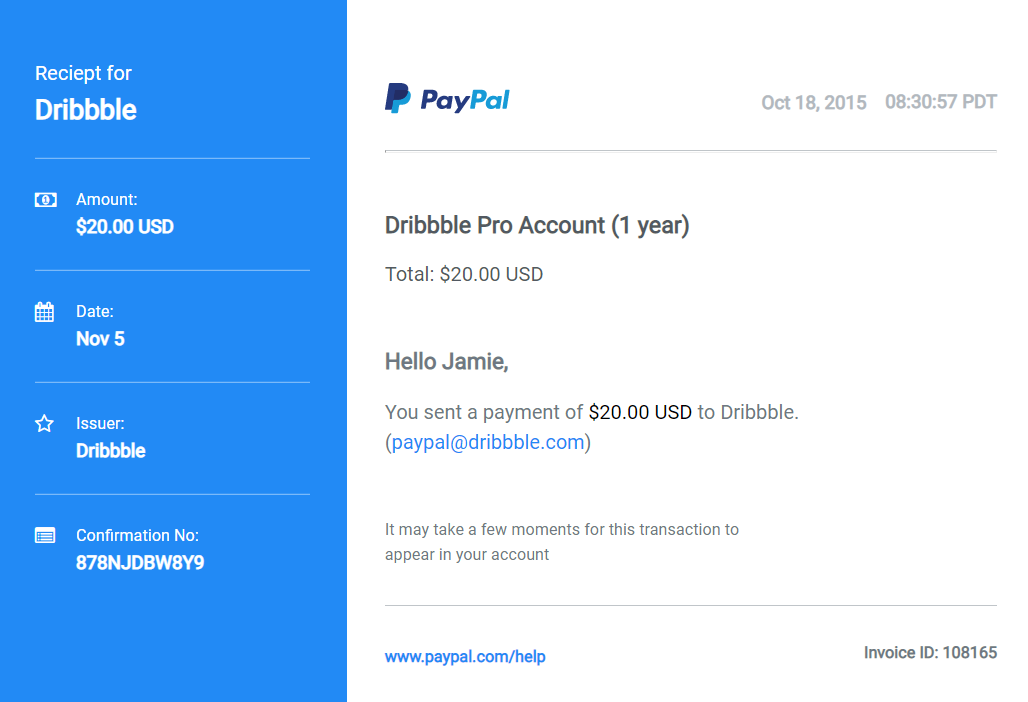 Reciept for
Dribbble
Amount:
$20.00 USD
Date:
Nov 5
Issuer:
Dribbble
Confirmation No:
878NJDBW8Y9
PayPal
Oct 18, 2015 08:30:57 PDT
Dribbble Pro Account (1 year)
Total: $20.00 USD
Hello Jamie,
You sent a payment of $20.00 USD to Dribbble.
(paypal@dribbble.com)
It may take a few moments for this transaction to
appear in your account
www.paypal.com/help
Invoice ID: 108165